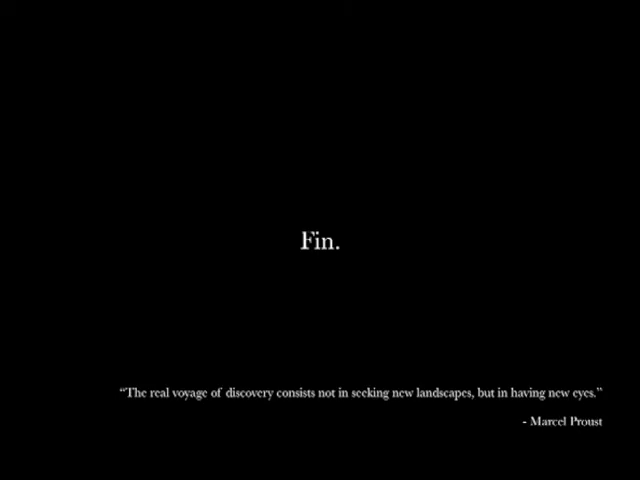 Fin.
“The real voyage of discovery consists not in seeking new landscapes, but in having new eyes.”
- Marcel Proust